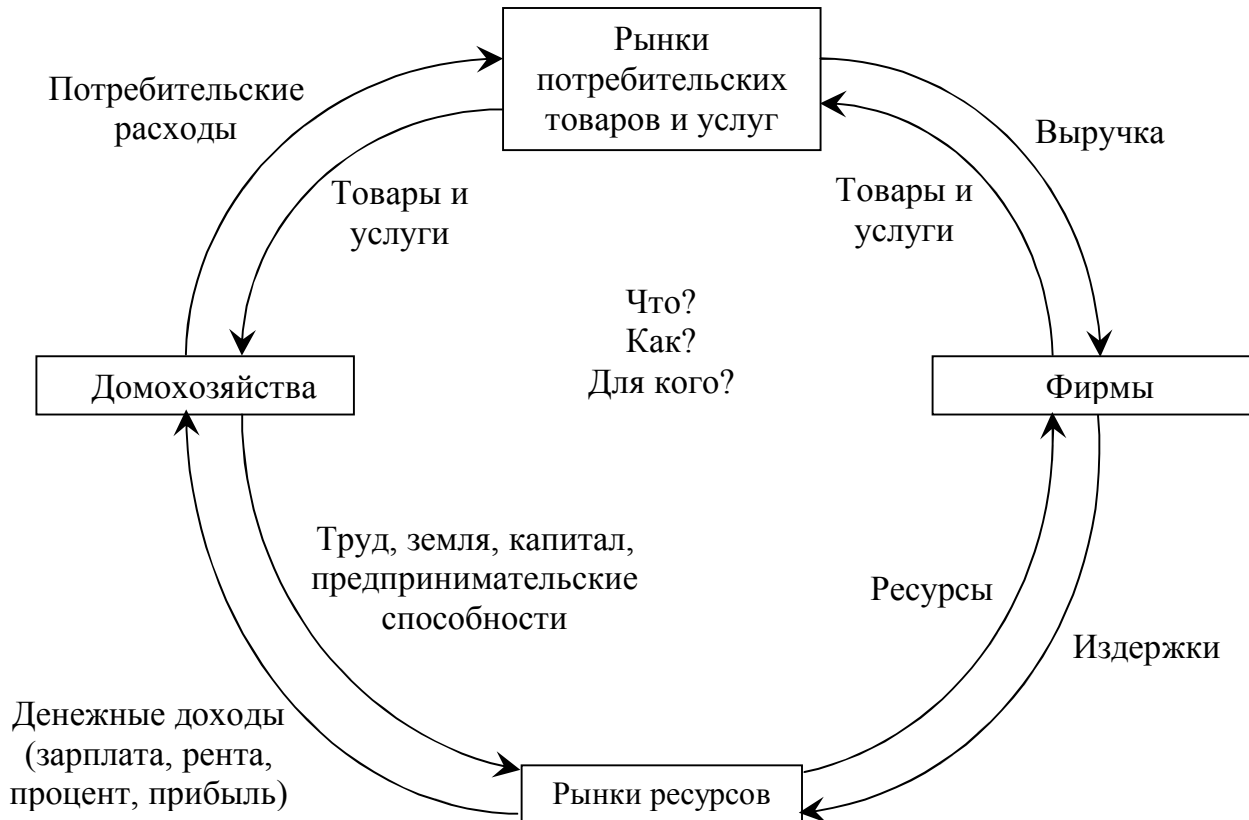 Рынки
потребительских
товаров и услуг
Потребительские
расходы
Выручка
Товары и
услуги
Товары и
услуги
Что?
Как?
Для кого?
Домохозяйства
Фирмы
Труд, земля, капитал,
предпринимательские
способности
Ресурсы
Издержки
Денежные доходы
(зарплата, рента,
процент, прибыль)
Рынки ресурсов